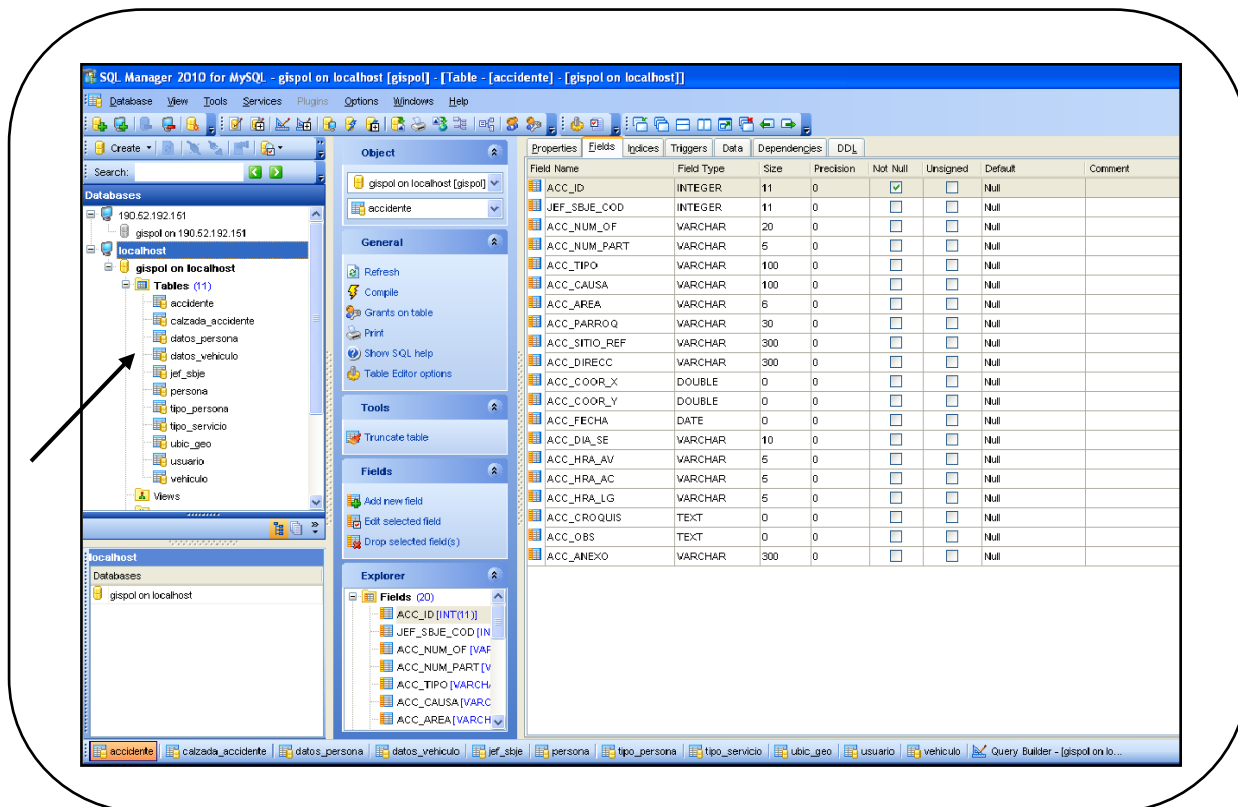 SQL Manager 2010 for MySQL - gispol on localhost [gispol] - [Table - [accidente] - [gispol on localhost]]
Database View Tools Services Plugins Options Windows Help
Create
Search:
Databases
190.52.192.151
gispol on 190.52.192.151
localhost
gispol on localhost
Tables (11)
accidente
calzada_accidente
datos_persona
datos_vehiculo
jef_sbje
persona
tipo_persona
tipo_servicio
ubic_geo
usuario
vehiculo
Views
localhost
Databases
gispol on localhost
Object
gispol on localhost [gispol]
accidente
General
Refresh
Compile
Grants on table
Print
Show SQL help
Table Editor options
Tools
Truncate table
Fields
Add new field
Edit selected field
Drop selected field(s)
Explorer
Fields (20)
ACC_ID [INT(11)]
JEF_SBJE_COD [IN
ACC_NUM_OF [VAR
ACC_NUM_PART [V
ACC_TIPO [VARCHA
ACC_CAUSA [VARC
ACC_AREA [VARCH
Properties Fields Indices Triggers Data Dependencies DDL
Field Name Field Type Size Precision Not Null Unsigned Default Comment
ACC_ID INTEGER 11 0 Null
JEF_SBJE_COD INTEGER 11 0 Null
ACC_NUM_OF VARCHAR 20 0 Null
ACC_NUM_PART VARCHAR 5 0 Null
ACC_TIPO VARCHAR 100 0 Null
ACC_CAUSA VARCHAR 100 0 Null
ACC_AREA VARCHAR 6 0 Null
ACC_PARROQ VARCHAR 30 0 Null
ACC_SITIO_REF VARCHAR 300 0 Null
ACC_DIRECC VARCHAR 300 0 Null
ACC_COOR_X DOUBLE 0 0 Null
ACC_COOR_Y DOUBLE 0 0 Null
ACC_FECHA DATE 0 0 Null
ACC_DIA_SE VARCHAR 10 0 Null
ACC_HRA_AV VARCHAR 5 0 Null
ACC_HRA_AC VARCHAR 5 0 Null
ACC_HRA_LG VARCHAR 5 0 Null
ACC_CROQUIS TEXT 0 0 Null
ACC_OBS TEXT 0 0 Null
ACC_ANEXO VARCHAR 300 0 Null
accidente calzada_accidente datos_persona datos_vehiculo jef_sbje persona tipo_persona tipo_servicio ubic_geo usuario vehiculo Query Builder - [gispol on lo...